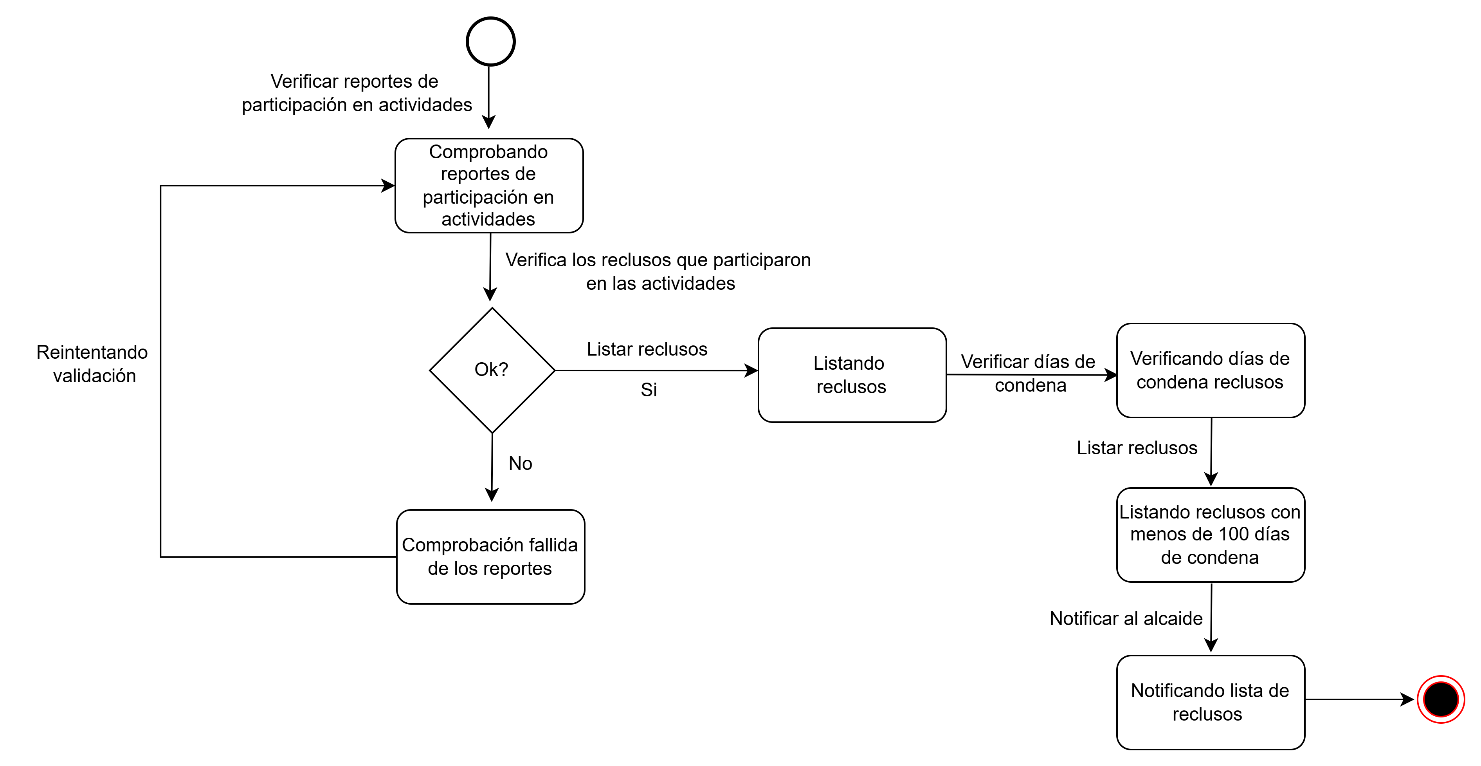 Verificar reportes de
participación en actividades
Comprobando
reportes de
participación en
actividades
Verifica los reclusos que participaron
en las actividades
Reintentando
validación
Ok?
Listar reclusos
Si
Listando
reclusos
Verificar días de
condena
Verificando días de
condena reclusos
No
Listar reclusos
Comprobación fallida
de los reportes
Listando reclusos con
menos de 100 días
de condena
Notificar al alcaide
Notificando lista de
reclusos